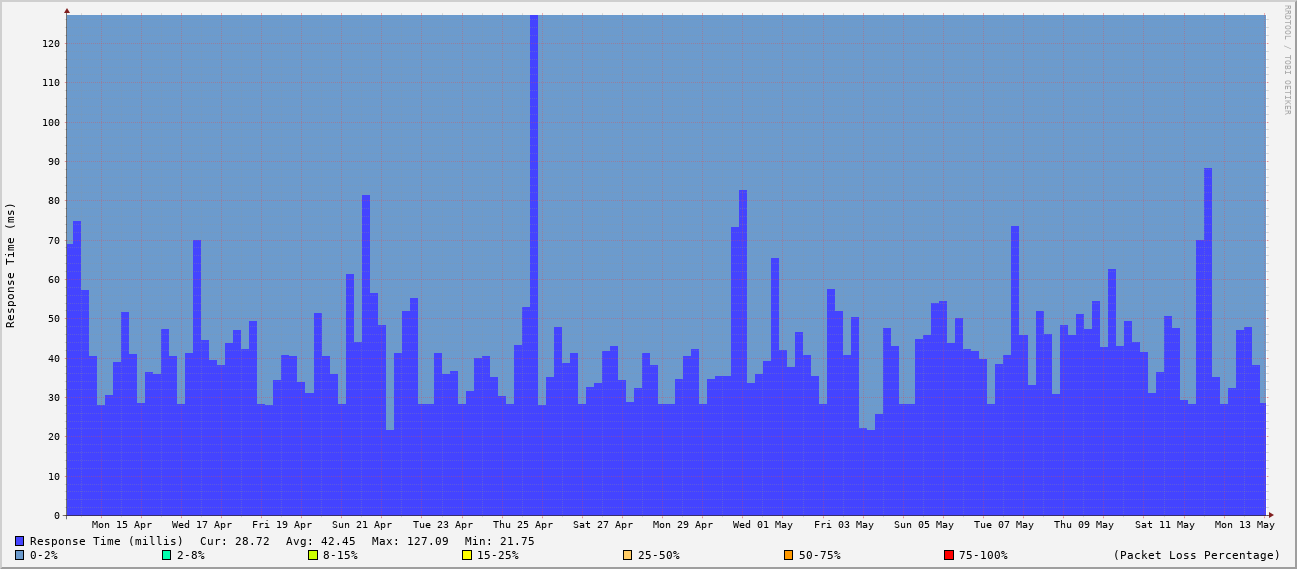 RRDTOOL / TOBI OETIKER
Response Time (ms)
120
110
100
90
80
70
60
50
40
30
20
10
0
Mon 15 Apr Wed 17 Apr Fri 19 Apr Sun 21 Apr Tue 23 Apr Thu 25 Apr Sat 27 Apr Mon 29 Apr Wed 01 May Fri 03 May Sun 05 May Tue 07 May Thu 09 May Sat 11 May Mon 13 May
Response Time (millis) Cur: 28.72 Avg: 42.45 Max: 127.09 Min: 21.75
0-2% 2-8% 8-15% 15-25% 25-50% 50-75% 75-100% (Packet Loss Percentage)